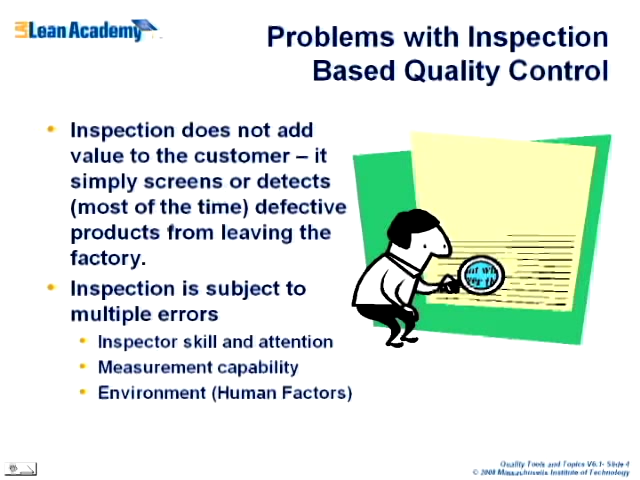 LAI Lean Academy
Problems with Inspection
Based Quality Control
• Inspection does not add
value to the customer – it
simply screens or detects
(most of the time) defective
products from leaving the
factory.
• Inspection is subject to
multiple errors
• Inspector skill and attention
• Measurement capability
• Environment (Human Factors)
Quality Tools and Topics V6.1- Slide 4
© 2008 Massachusetts Institute of Technology